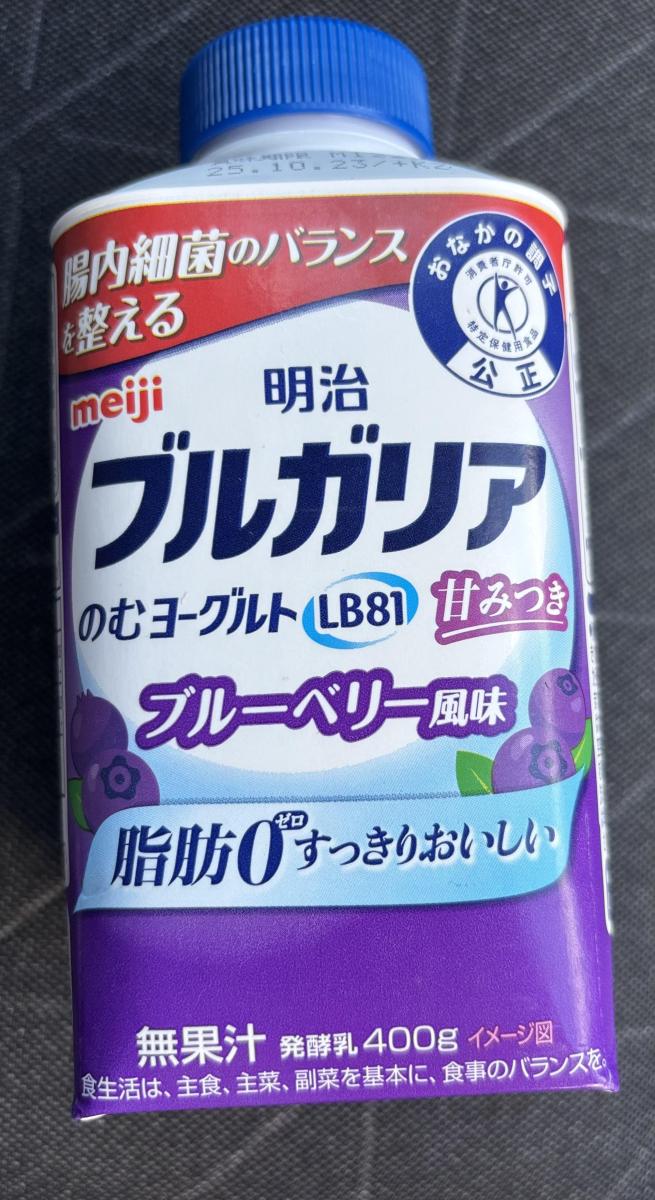 25.10.23/+K2
腸内細菌のバランス
を整える
おなかの調子
消費者庁許可
特定保健用食品
公正
meiji
明治
ブルガリア
のむヨーグルト LB81 甘みつき
ブルーベリー風味
脂肪0ゼロすっきりおいしい
無果汁 発酵乳 400g イメージ図
食生活は、主食、主菜、副菜を基本に、食事のバランスを。